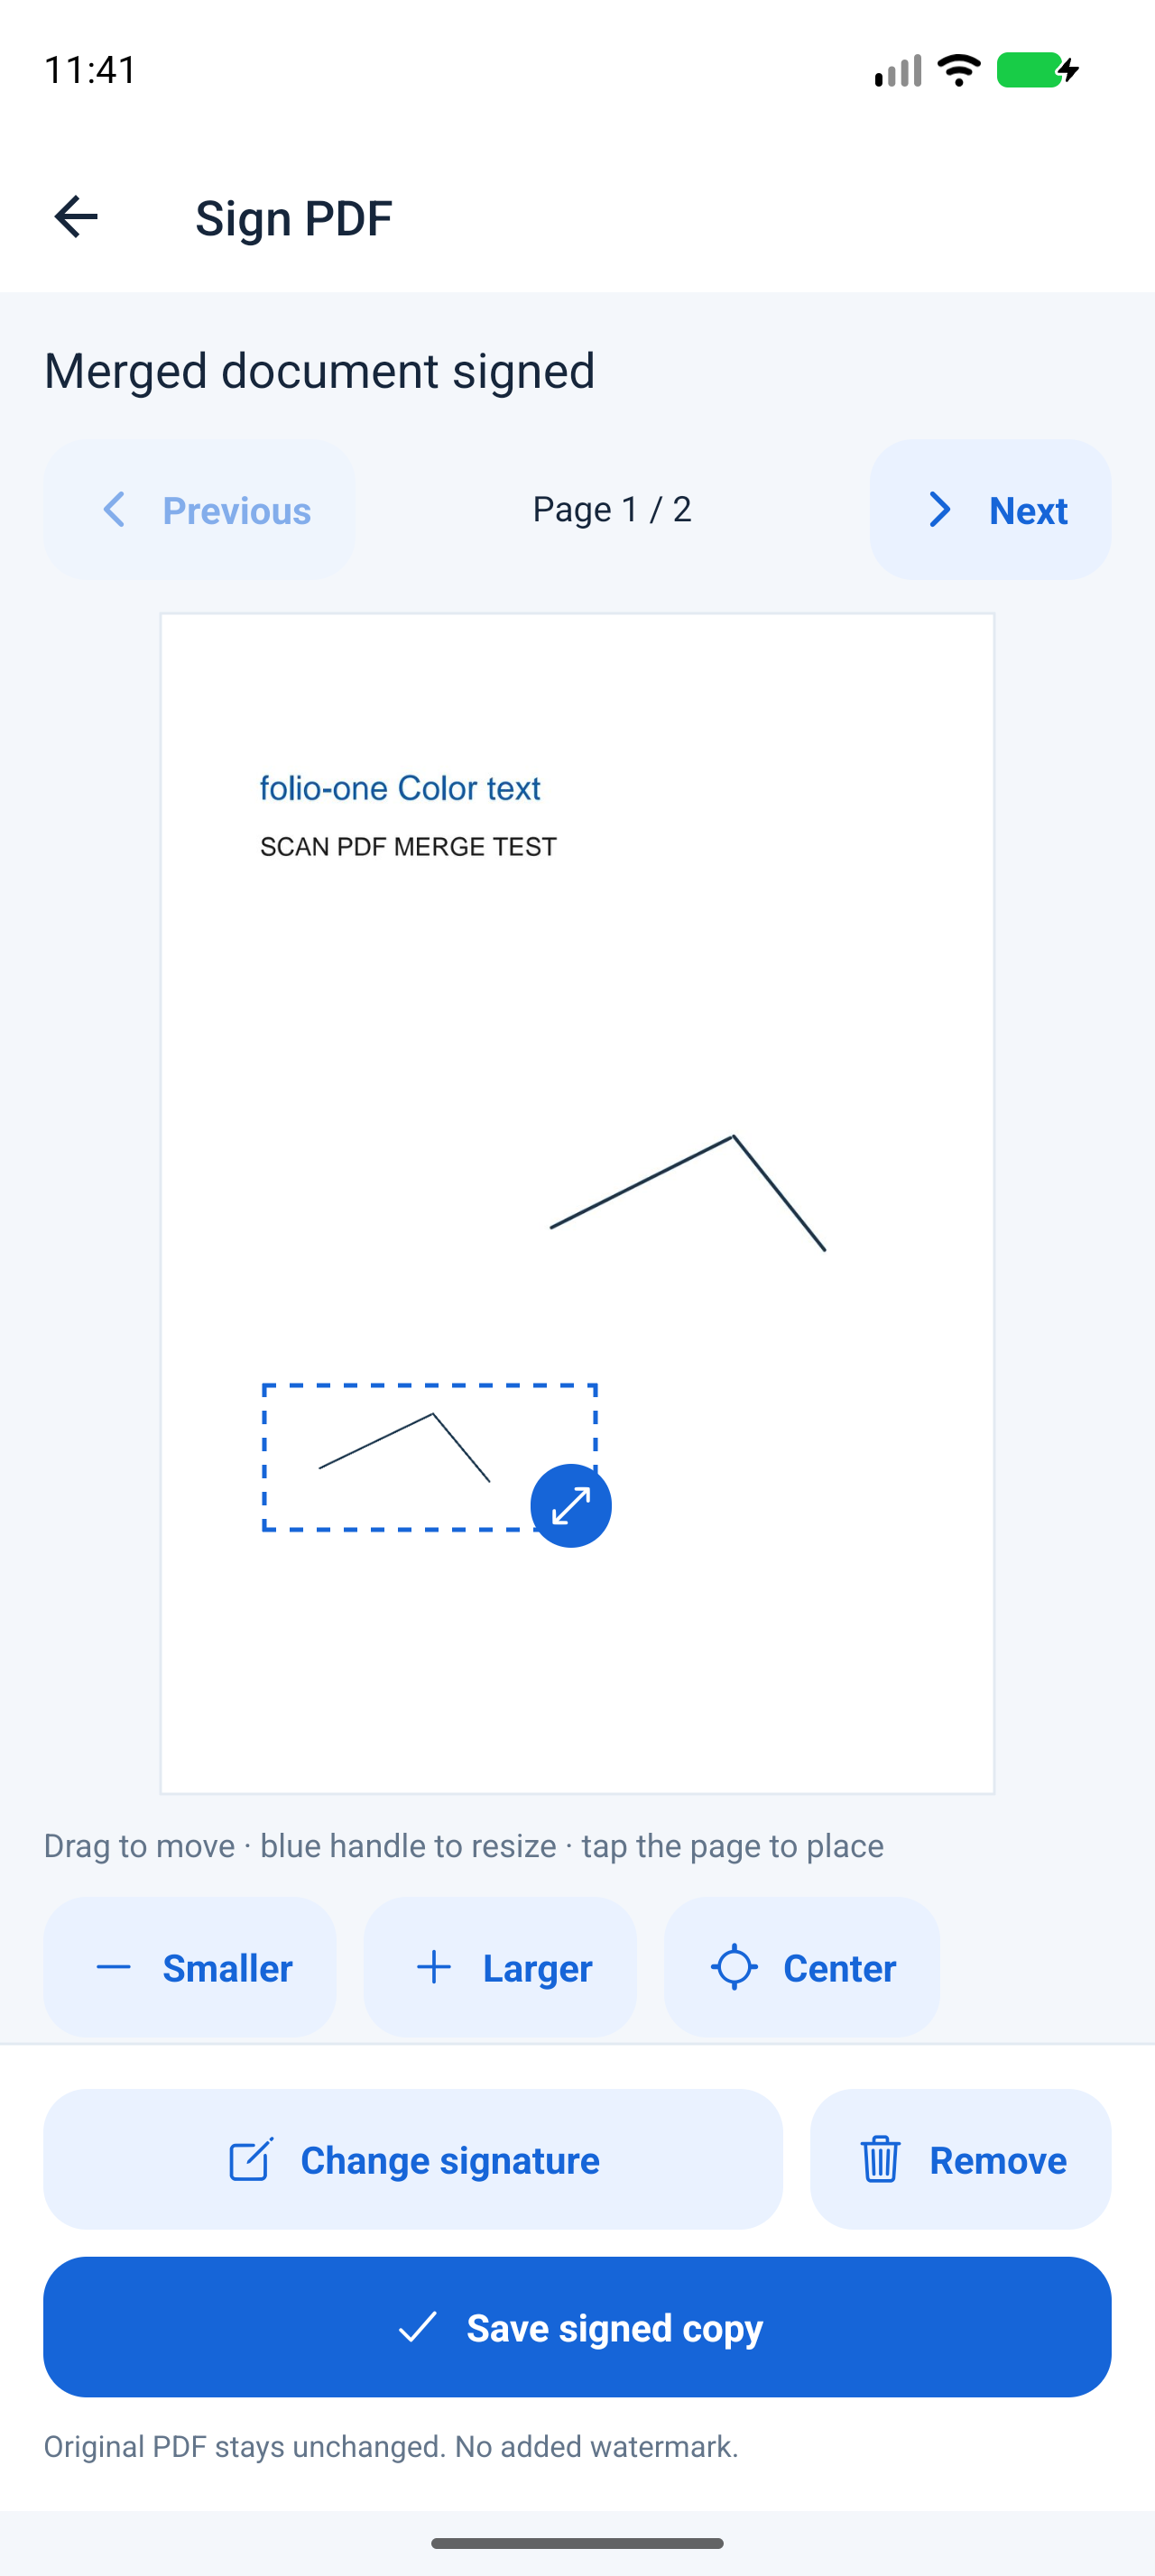 11:41
Sign PDF
Merged document signed
Previous
Page 1 / 2
Next
folio-one Color text
SCAN PDF MERGE TEST
Drag to move · blue handle to resize · tap the page to place
Smaller
Larger
Center
Change signature
Remove
Save signed copy
Original PDF stays unchanged. No added watermark.